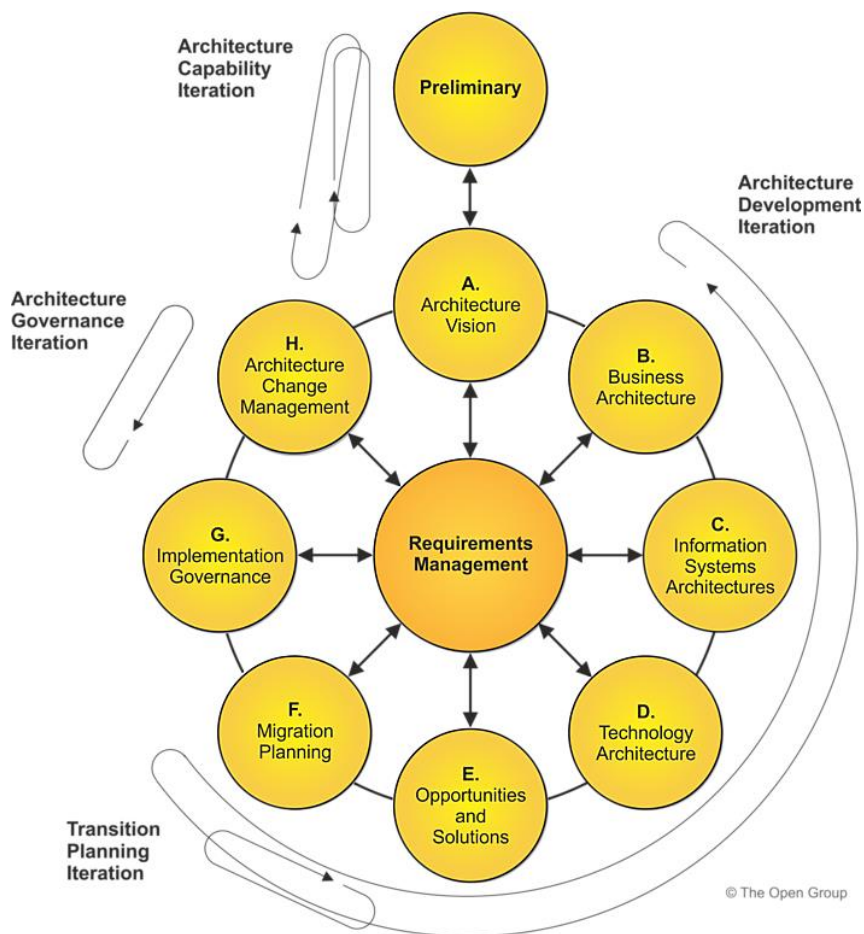 Architecture
Capability
Iteration
Preliminary
Architecture
Development
Iteration
Architecture
Governance
Iteration
A.
Architecture
Vision
H.
Architecture
Change
Management
B.
Business
Architecture
G.
Implementation
Governance
Requirements
Management
C.
Information
Systems
Architectures
F.
Migration
Planning
D.
Technology
Architecture
E.
Opportunities
and
Solutions
Transition
Planning
Iteration
© The Open Group